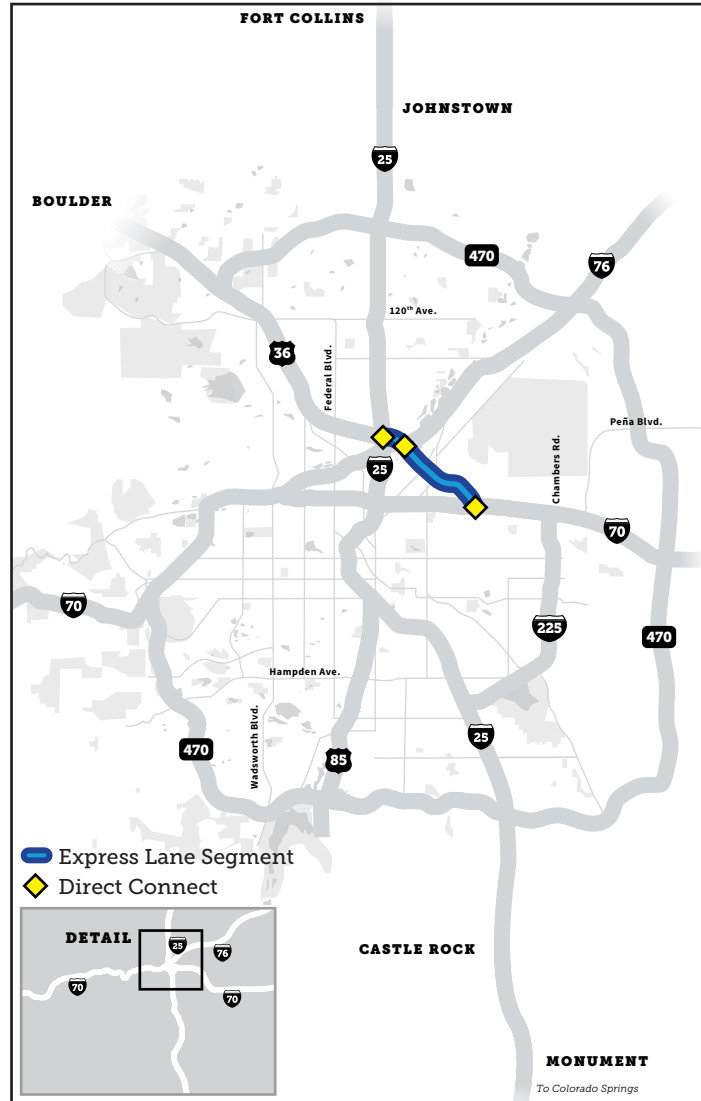 FORT COLLINS
JOHNSTOWN
25
BOULDER
470
76
120th Ave.
36
Federal Blvd.
Peña Blvd.
25
Chambers Rd.
70
70
225
470
Hampden Ave.
Wadsworth Blvd.
25
470
85
Express Lane Segment
Direct Connect
DETAIL
25
76
70
70
CASTLE ROCK
MONUMENT
To Colorado Springs